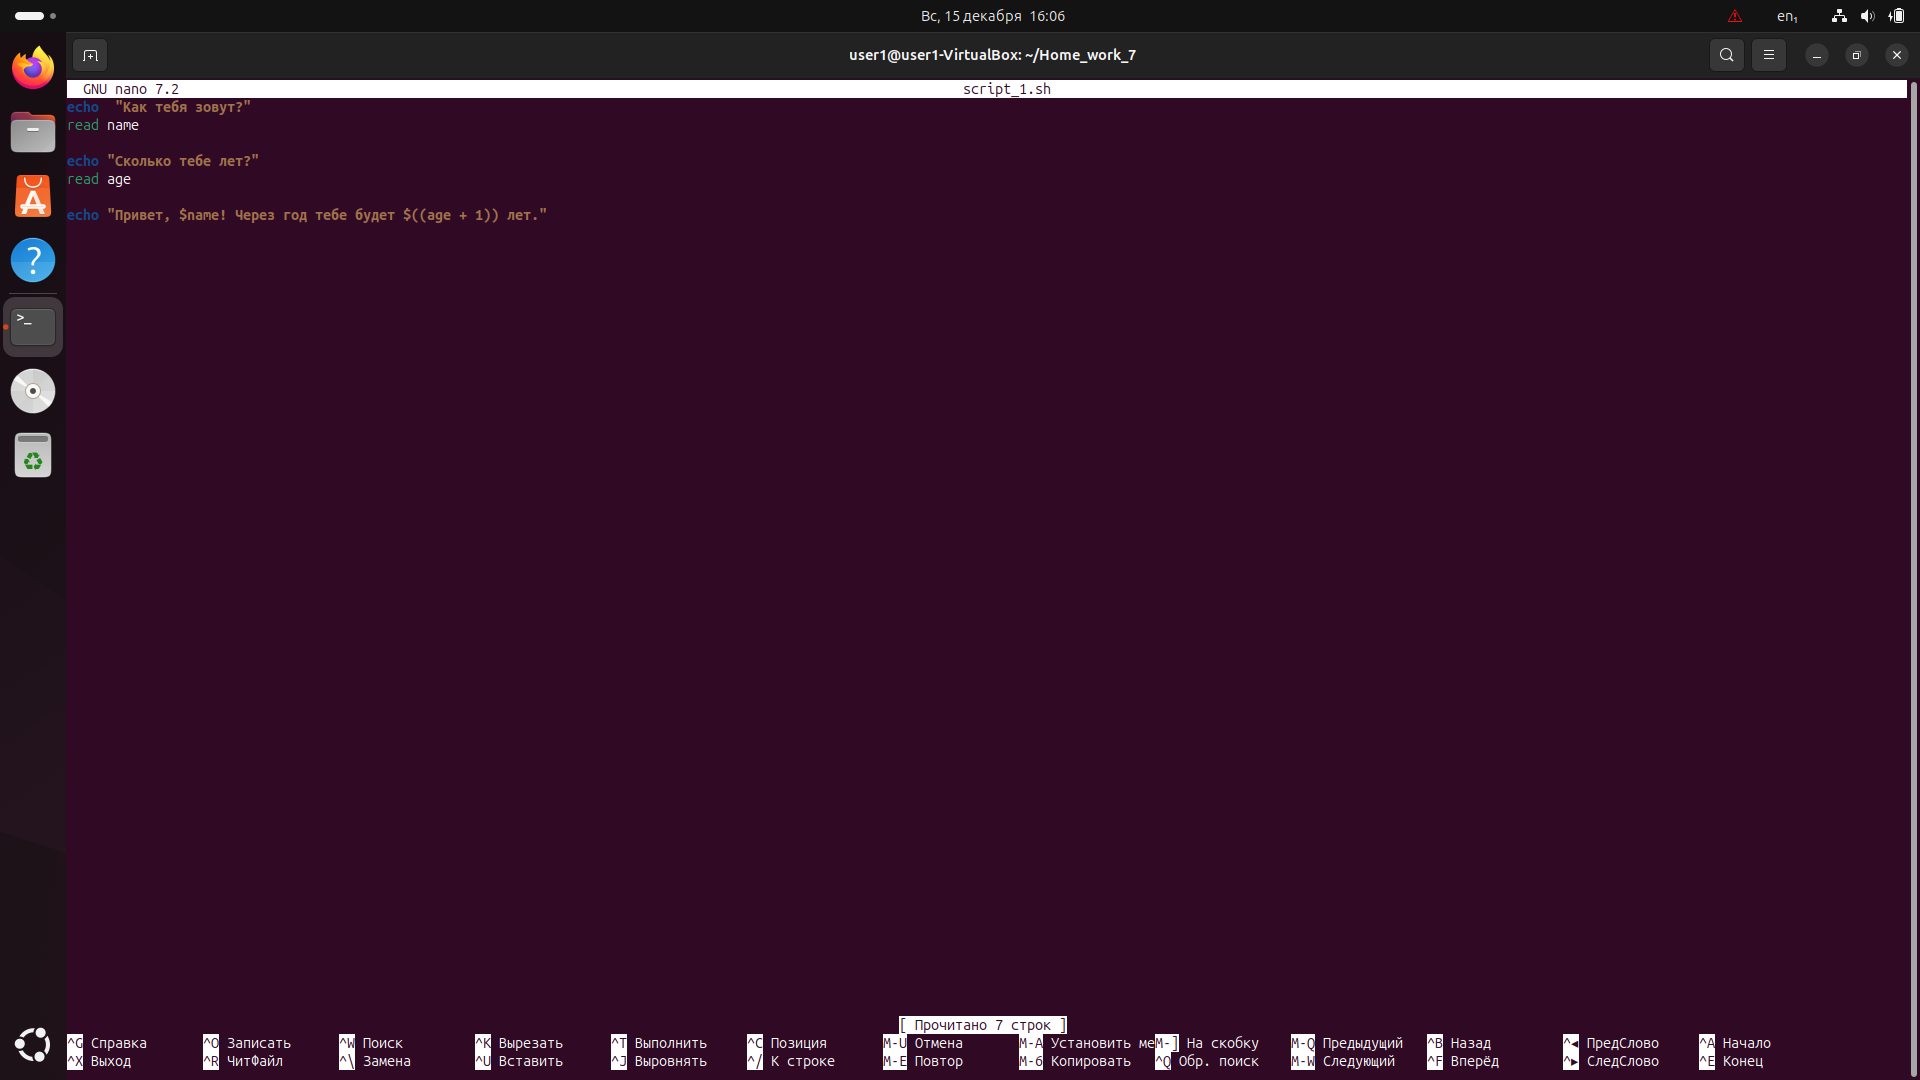 Вс, 15 декабря 16:06
en₁
user1@user1-VirtualBox: ~/Home_work_7
GNU nano 7.2 script_1.sh
echo  "Как тебя зовут?"
read name
echo "Сколько тебе лет?"
read age
echo "Привет, $name! Через год тебе будет $((age + 1)) лет."
[ Прочитано 7 строк ]
^G Справка ^O Записать ^W Поиск ^K Вырезать ^T Выполнить ^C Позиция M-U Отмена M-A Установить меM-] На скобку M-Q Предыдущий ^B Назад ^◂ ПредСлово ^A Начало
^X Выход ^R ЧитФайл ^\ Замена ^U Вставить ^J Выровнять ^/ К строке M-E Повтор M-6 Копировать ^Q Обр. поиск M-W Следующий ^F Вперёд ^▸ СледСлово ^E Конец